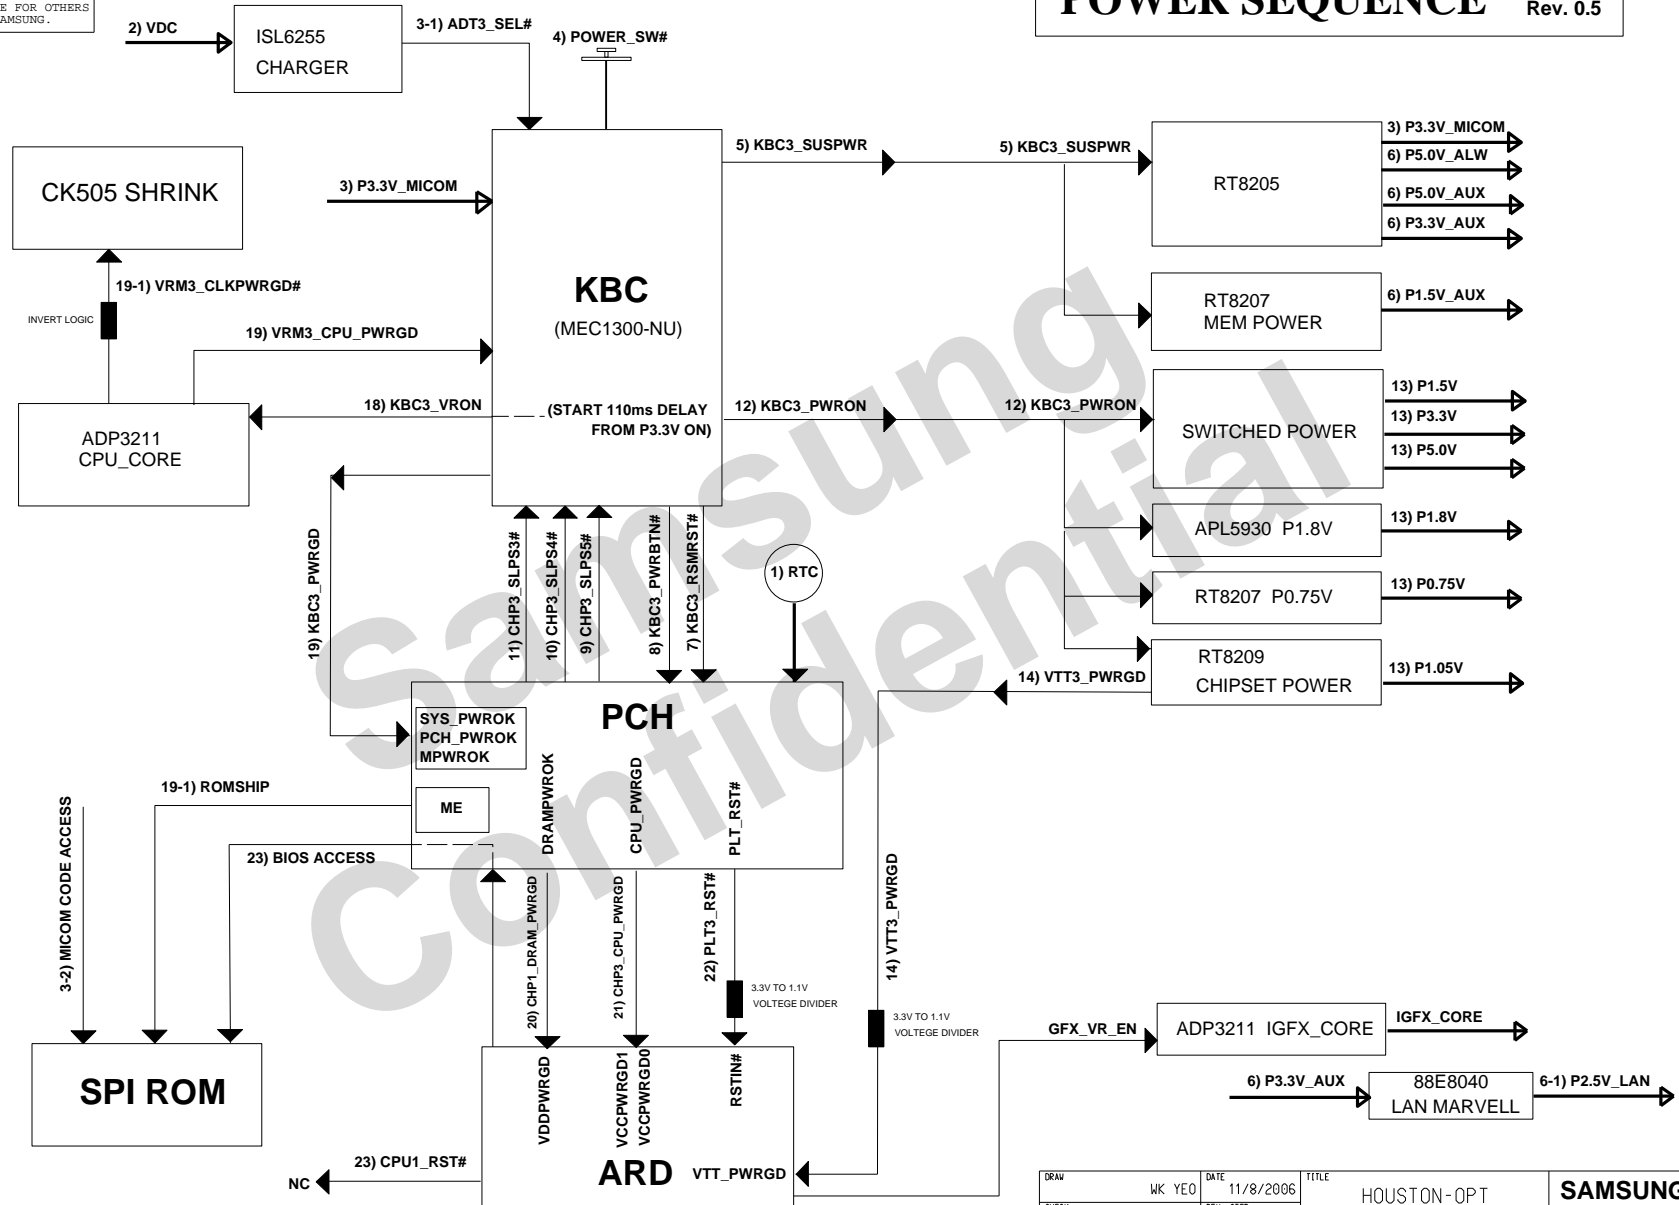 E FOR OTHERS
AMSUNG.
POWER SEQUENCE
Rev. 0.5
2) VDC
ISL6255
CHARGER
3-1) ADT3_SEL#
4) POWER_SW#
CK505 SHRINK
3) P3.3V_MICOM
5) KBC3_SUSPWR
5) KBC3_SUSPWR
RT8205
3) P3.3V_MICOM
6) P5.0V_ALW
6) P5.0V_AUX
6) P3.3V_AUX
KBC
(MEC1300-NU)
19-1) VRM3_CLKPWRGD#
INVERT LOGIC
19) VRM3_CPU_PWRGD
RT8207
MEM POWER
6) P1.5V_AUX
18) KBC3_VRON
(START 110ms DELAY
FROM P3.3V ON)
12) KBC3_PWRON
12) KBC3_PWRON
ADP3211
CPU_CORE
SWITCHED POWER
13) P1.5V
13) P3.3V
13) P5.0V
APL5930 P1.8V
13) P1.8V
RT8207 P0.75V
13) P0.75V
RT8209
CHIPSET POWER
13) P1.05V
14) VTT3_PWRGD
19) KBC3_PWRGD
11) CHP3_SLPS3#
10) CHP3_SLPS4#
9) CHP3_SLPS5#
8) KBC3_PWRBTN#
7) KBC3_RSMRST#
1) RTC
PCH
SYS_PWROK
PCH_PWROK
MPWROK
ME
DRAMPWROK
CPU_PWRGD
PLT_RST#
19-1) ROMSHIP
23) BIOS ACCESS
3-2) MICOM CODE ACCESS
20) CHP1_DRAM_PWRGD
21) CHP3_CPU_PWRGD
22) PLT3_RST#
14) VTT3_PWRGD
3.3V TO 1.1V
VOLTEGE DIVIDER
3.3V TO 1.1V
VOLTEGE DIVIDER
SPI ROM
VDDPWRGD
VCCPWRGD1
VCCPWRGD0
RSTIN#
ARD
VTT_PWRGD
23) CPU1_RST#
NC
GFX_VR_EN
ADP3211 IGFX_CORE
IGFX_CORE
6) P3.3V_AUX
88E8040
LAN MARVELL
6-1) P2.5V_LAN
Samsung
Confidential
DRAW
WK YEO
DATE
11/8/2006
TITLE
HOUSTON-OPT
SAMSUNG